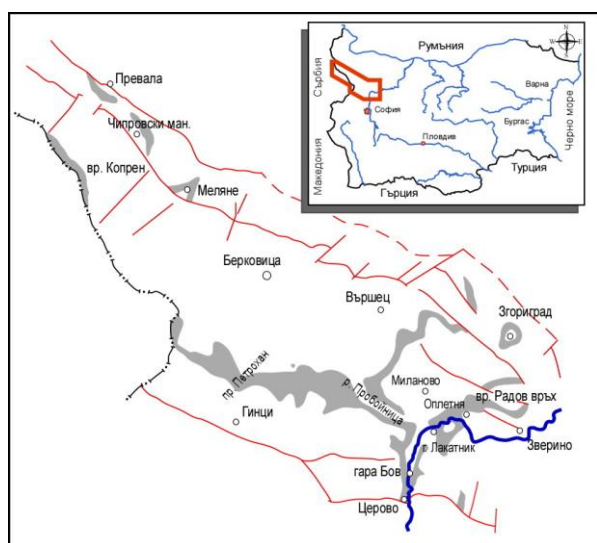 Превала
Чипровски ман.
вр. Копрен
Меляне
Берковица
Вършец
Згориград
пр. Петрохан
р. Пробойница
Миланово
вр. Радов връх
Оплетня
Гинци
г Лакатник
Зверино
гара Бов
Церово
N
W
E
S
Румъния
Сърбия
Варна
София
Бургас
Черно море
Пловдив
Македония
Турция
Гърция